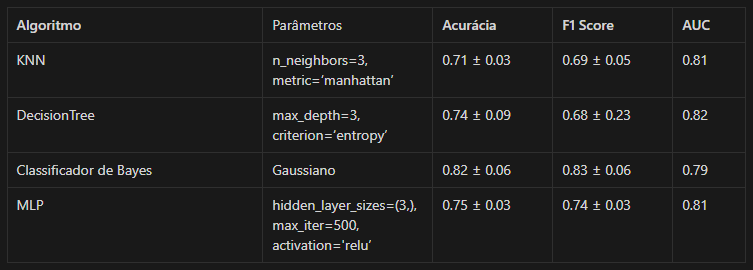 Algoritmo Parâmetros Acurácia F1 Score AUC
KNN n_neighbors=3, 0.71 ± 0.03 0.69 ± 0.05 0.81
metric=‘manhattan’
DecisionTree max_depth=3, 0.74 ± 0.09 0.68 ± 0.23 0.82
criterion=‘entropy’
Classificador de Bayes Gaussiano 0.82 ± 0.06 0.83 ± 0.06 0.79
MLP hidden_layer_sizes=(3,), 0.75 ± 0.03 0.74 ± 0.03 0.81
max_iter=500,
activation='relu’